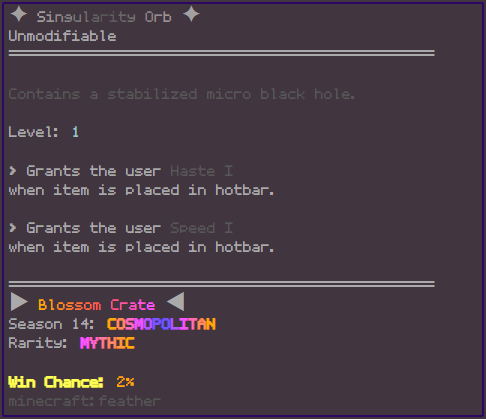 ✦ Singularity Orb ✦
Unmodifiable
Contains a stabilized micro black hole.
Level: 1
> Grants the user Haste I
when item is placed in hotbar.
> Grants the user Speed I
when item is placed in hotbar.
▶ Blossom Crate ◀
Season 14: COSMOPOLITAN
Rarity: MYTHIC
Win Chance: 2%
minecraft:feather